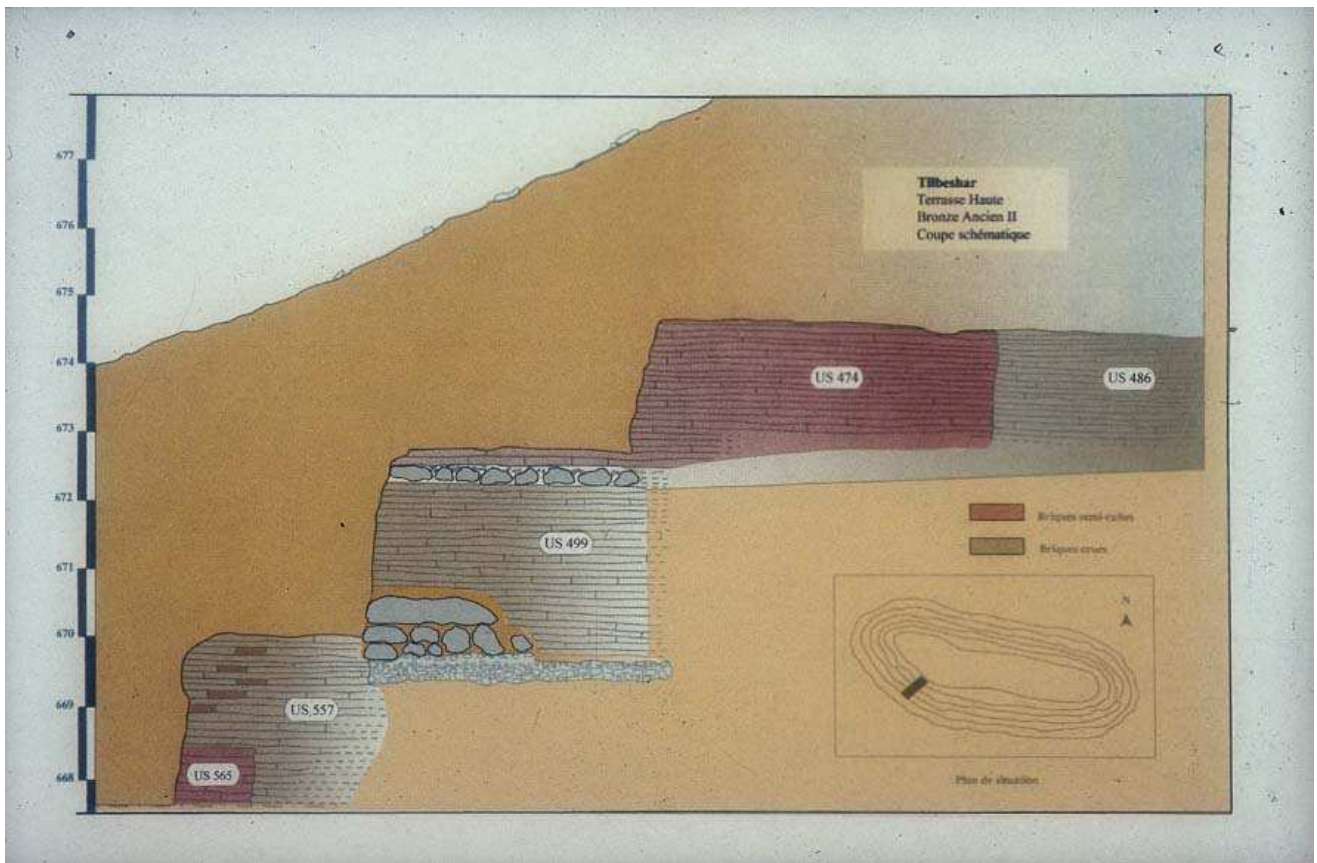 677
676
675
674
673
672
671
670
669
668
Tilbeshar
Terrasse Haute
Bronze Ancien II
Coupe schématique
US 474
US 486
US 499
US 557
US 565
Briques semi-cuites
Briques crues
N
Plan de situation